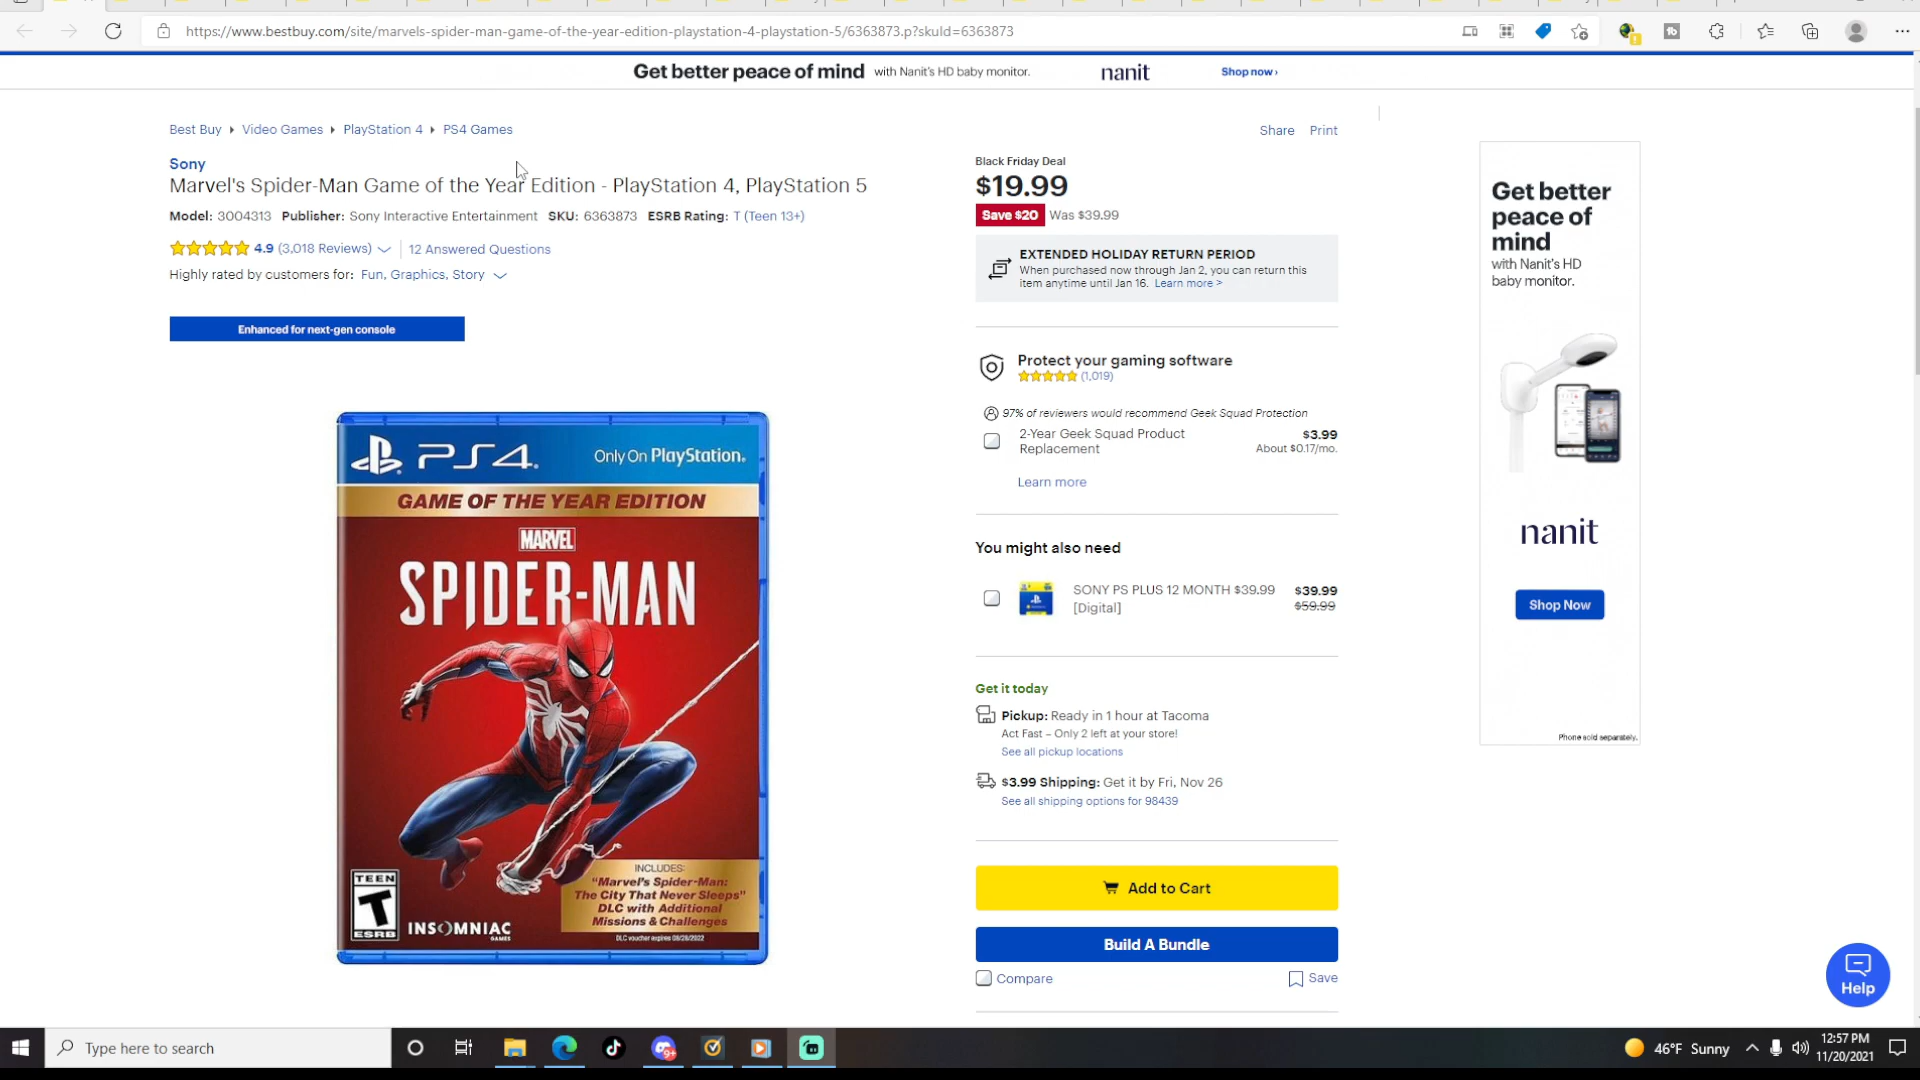 https://www.bestbuy.com/site/marvels-spider-man-game-of-the-year-edition-playstation-4-playstation-5/6363873.p?skuId=6363873
Get better peace of mind with Nanit's HD baby monitor. nanit Shop now ›
Best Buy Video Games PlayStation 4 PS4 Games
Share Print
Sony
Marvel's Spider-Man Game of the Year Edition - PlayStation 4, PlayStation 5
Model: 3004313 Publisher: Sony Interactive Entertainment SKU: 6363873 ESRB Rating: T (Teen 13+)
4.9 (3,018 Reviews) 12 Answered Questions
Highly rated by customers for: Fun, Graphics, Story
Enhanced for next-gen console
PS4 Only On PlayStation.
GAME OF THE YEAR EDITION
MARVEL
SPIDER-MAN
TEEN
T
ESRB
INSOMNIAC
GAMES
INCLUDES:
"Marvel's Spider-Man:
The City That Never Sleeps"
DLC with Additional
Missions & Challenges
DLC voucher expires 08/28/2022
Black Friday Deal
$19.99
Save $20 Was $39.99
EXTENDED HOLIDAY RETURN PERIOD
When purchased now through Jan 2, you can return this
item anytime until Jan 16. Learn more >
Protect your gaming software
(1,019)
97% of reviewers would recommend Geek Squad Protection
2-Year Geek Squad Product $3.99
Replacement About $0.17/mo.
Learn more
You might also need
SONY PS PLUS 12 MONTH $39.99 $39.99
[Digital] $59.99
Get it today
Pickup: Ready in 1 hour at Tacoma
Act Fast – Only 2 left at your store!
See all pickup locations
$3.99 Shipping: Get it by Fri, Nov 26
See all shipping options for 98439
Add to Cart
Build A Bundle
Compare Save
Get better
peace of
mind
with Nanit's HD
baby monitor.
nanit
Shop Now
Phone sold separately.
Help
Type here to search
9+
46°F Sunny
12:57 PM
11/20/2021